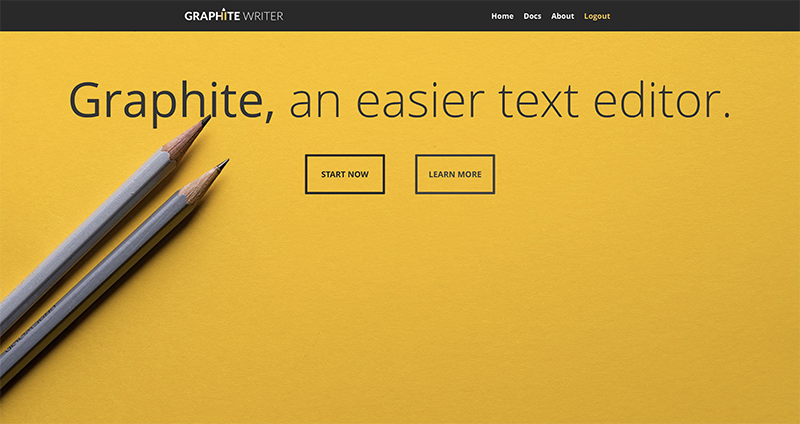 GRAPHITE WRITER
Home Docs About Logout
Graphite, an easier text editor.
START NOW
LEARN MORE